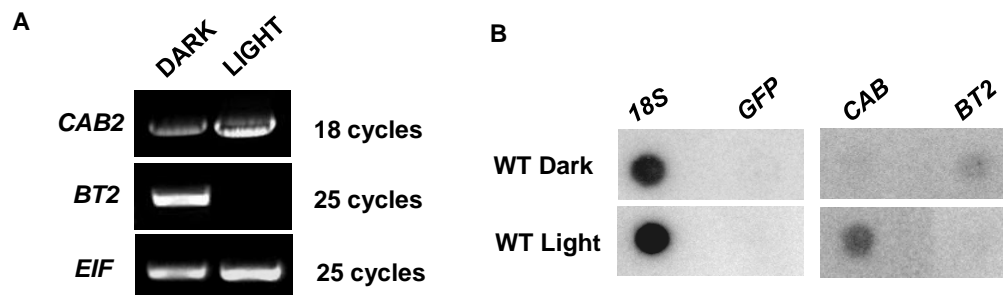 A
DARK LIGHT
CAB2 18 cycles
BT2 25 cycles
EIF 25 cycles
B
18S GFP CAB BT2
WT Dark
WT Light